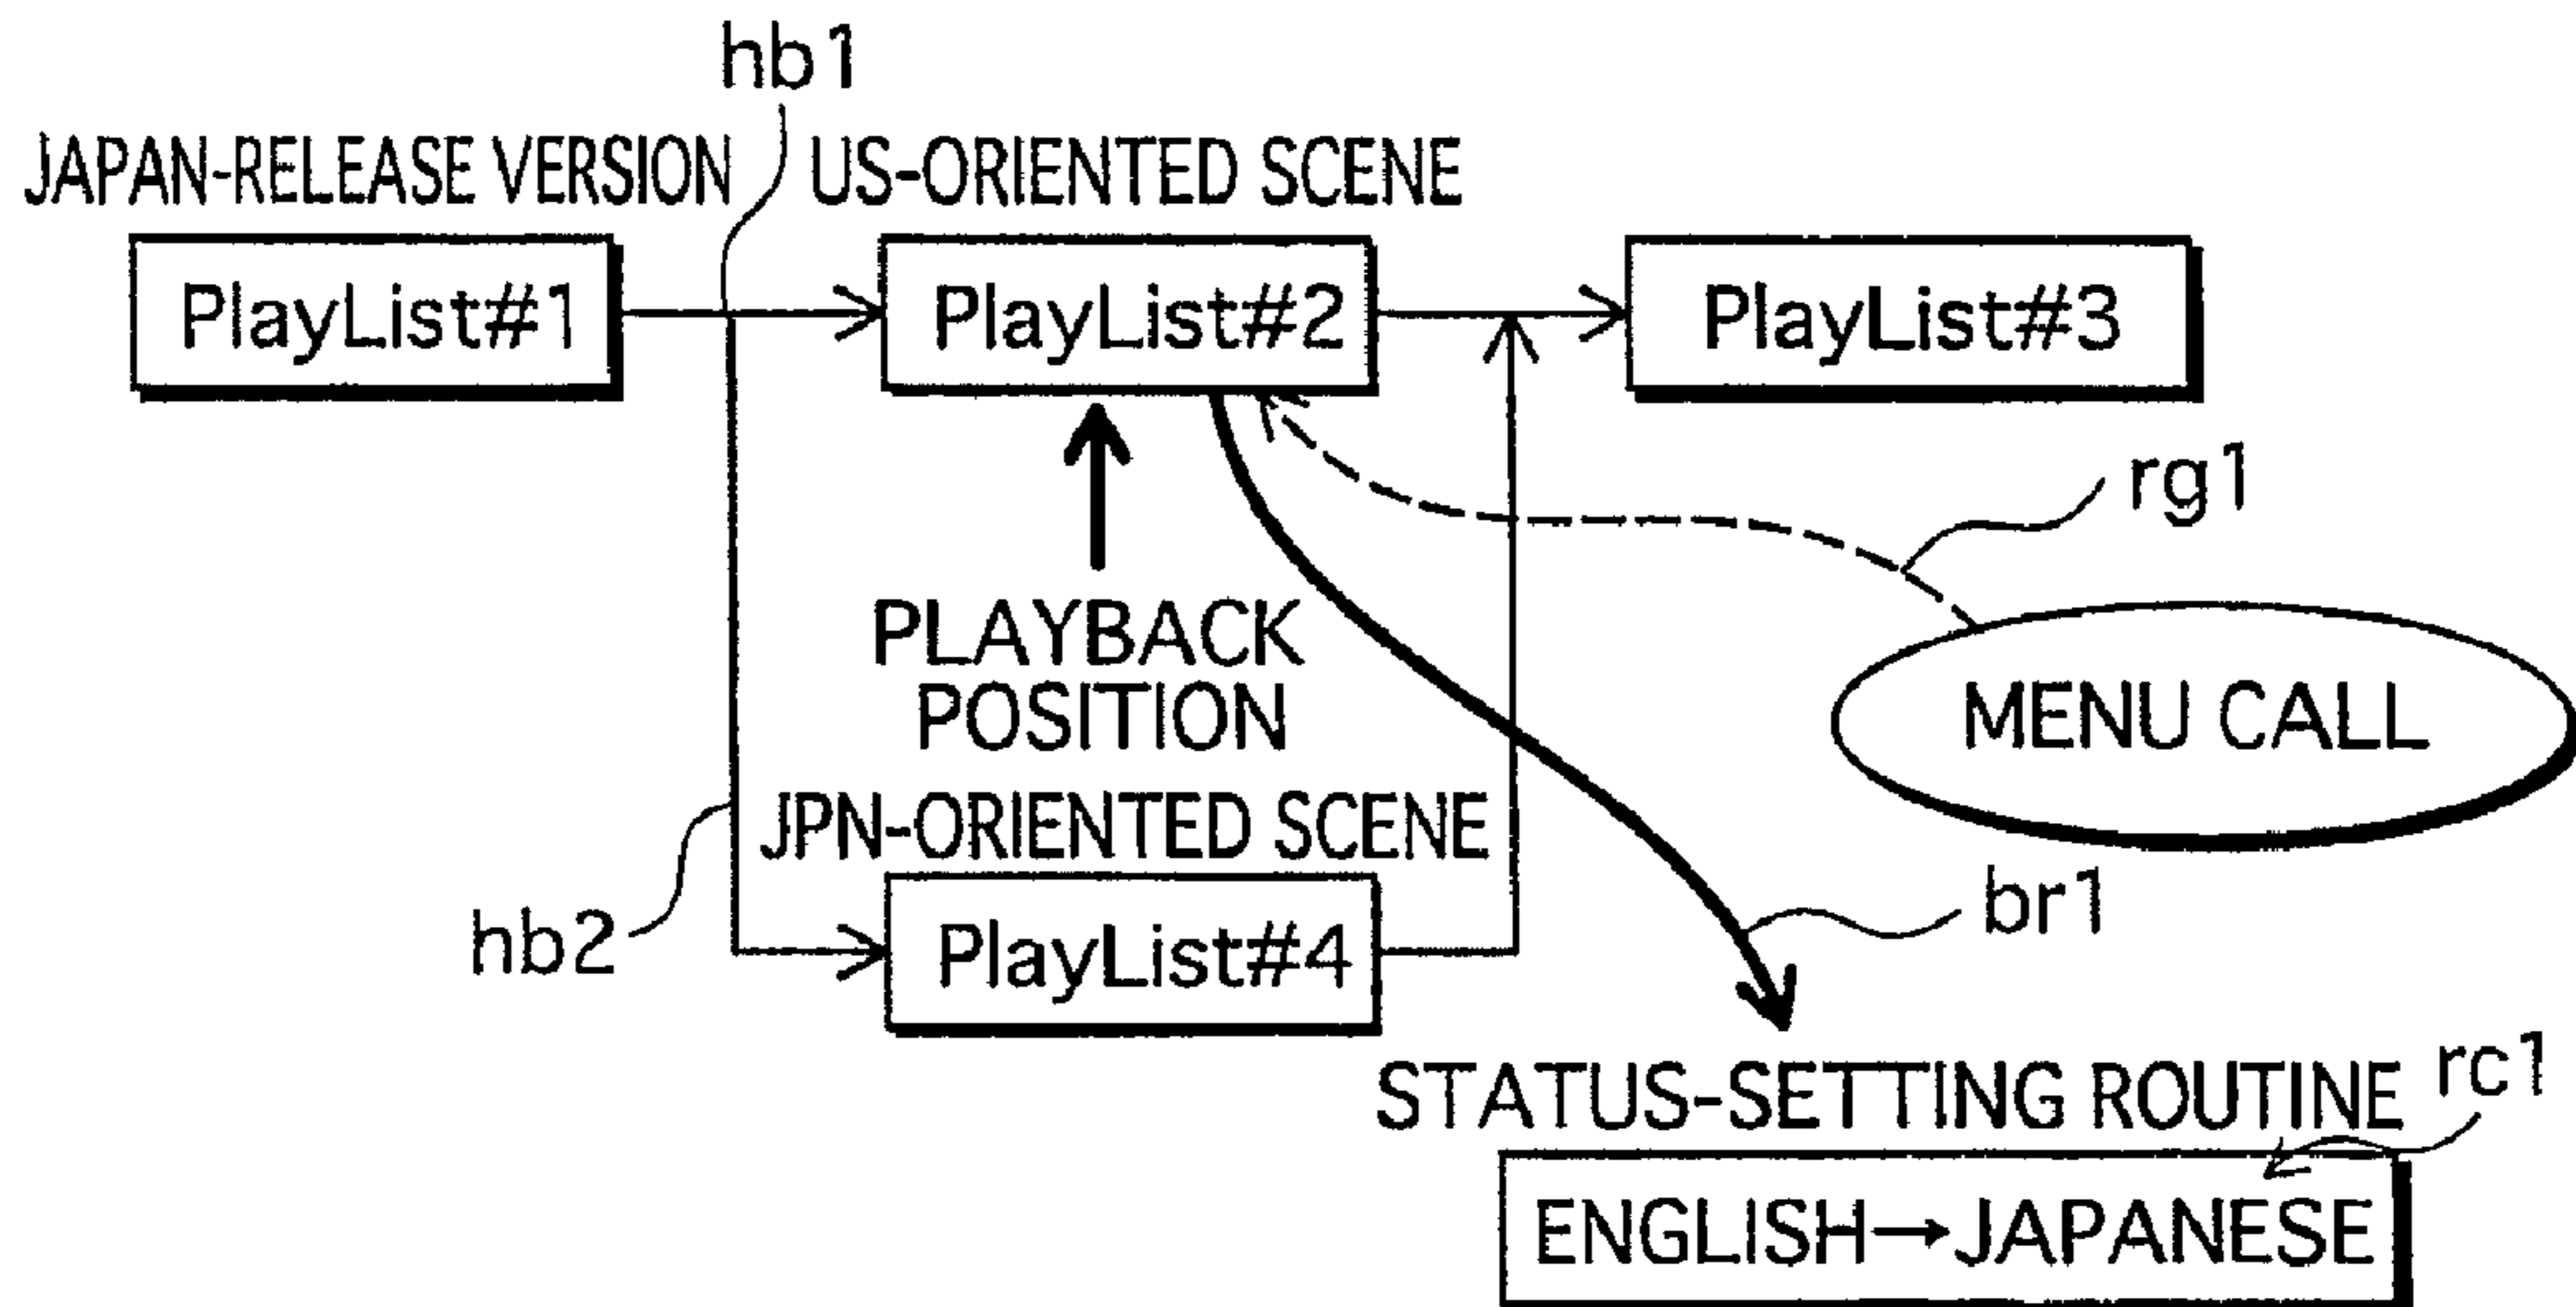 hb1
JAPAN-RELEASE VERSION
US-ORIENTED SCENE
PlayList#1
PlayList#2
PlayList#3
rg1
PLAYBACK
POSITION
MENU CALL
JPN-ORIENTED SCENE
hb2
PlayList#4
br1
STATUS-SETTING ROUTINE
rc1
ENGLISH→JAPANESE